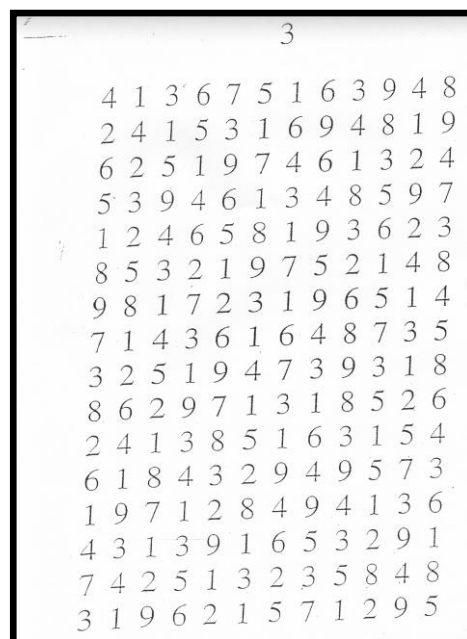 3
4 1 3 6 7 5 1 6 3 9 4 8
2 4 1 5 3 1 6 9 4 8 1 9
6 2 5 1 9 7 4 6 1 3 2 4
5 3 9 4 6 1 3 4 8 5 9 7
1 2 4 6 5 8 1 9 3 6 2 3
8 5 3 2 1 9 7 5 2 1 4 8
9 8 1 7 2 3 1 9 6 5 1 4
7 1 4 3 6 1 6 4 8 7 3 5
3 2 5 1 9 4 7 3 9 3 1 8
8 6 2 9 7 1 3 1 8 5 2 6
2 4 1 3 8 5 1 6 3 1 5 4
6 1 8 4 3 2 9 4 9 5 7 3
1 9 7 1 2 8 4 9 4 1 3 6
4 3 1 3 9 1 6 5 3 2 9 1
7 4 2 5 1 3 2 3 5 8 4 8
3 1 9 6 2 1 5 7 1 2 9 5